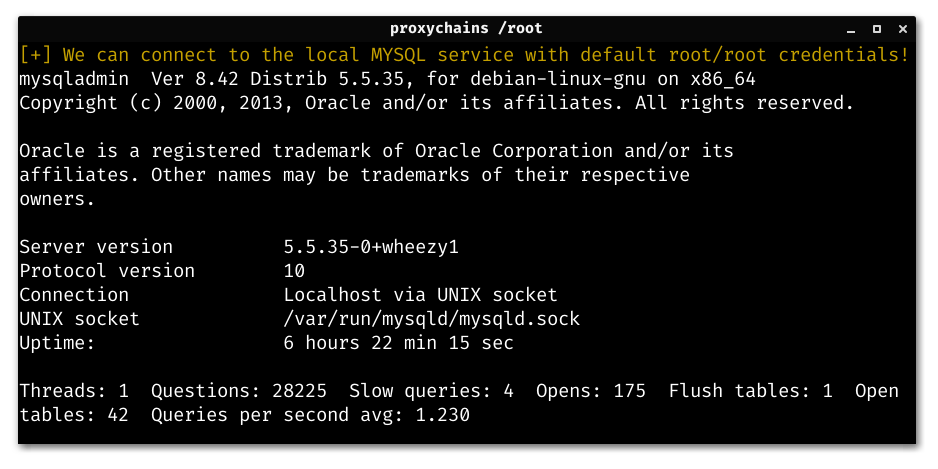 proxychains /root
[+] We can connect to the local MYSQL service with default root/root credentials!
mysqladmin  Ver 8.42 Distrib 5.5.35, for debian-linux-gnu on x86_64
Copyright (c) 2000, 2013, Oracle and/or its affiliates. All rights reserved.
Oracle is a registered trademark of Oracle Corporation and/or its
affiliates. Other names may be trademarks of their respective
owners.
Server version          5.5.35-0+wheezy1
Protocol version        10
Connection              Localhost via UNIX socket
UNIX socket             /var/run/mysqld/mysqld.sock
Uptime:                 6 hours 22 min 15 sec
Threads: 1  Questions: 28225  Slow queries: 4  Opens: 175  Flush tables: 1  Open
tables: 42  Queries per second avg: 1.230